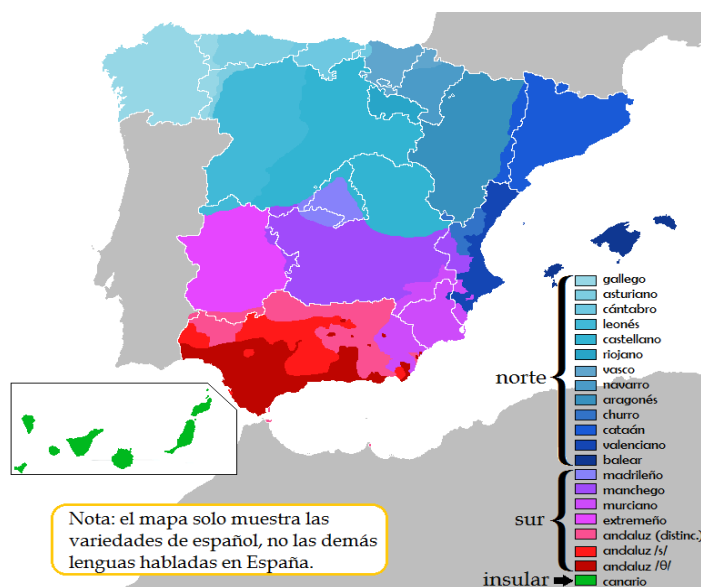 gallego
asturiano
cántabro
leonés
castellano
riojano
vasco
norte
navarro
aragonés
churro
cataán
valenciano
balear
madrileño
manchego
murciano
sur
extremeño
andaluz (distinc.)
andaluz /s/
andaluz /θ/
insular
canario
Nota: el mapa solo muestra las
variedades de español, no las demás
lenguas habladas en España.